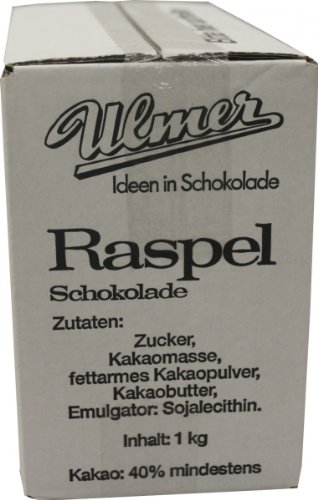 Ulmer
Ideen in Schokolade
Raspel
Schokolade
Zutaten:
Zucker,
Kakaomasse,
fettarmes Kakaopulver,
Kakaobutter,
Emulgator: Sojalecithin.
Inhalt: 1 kg
Kakao: 40% mindestens